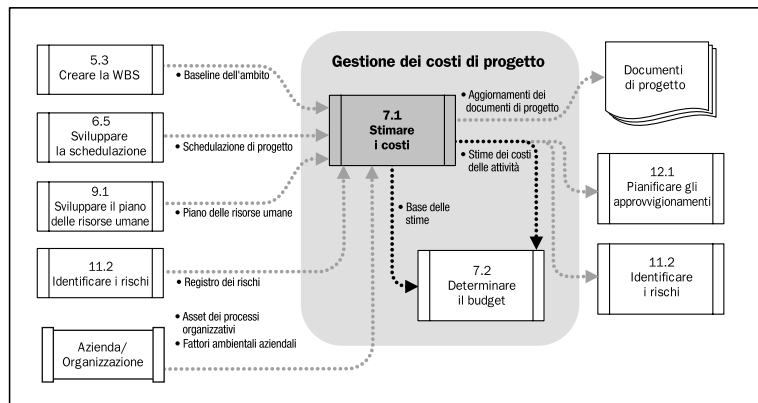 Gestione dei costi di progetto
5.3
Creare la WBS
• Baseline dell'ambito
6.5
Sviluppare
la schedulazione
• Schedulazione di progetto
9.1
Sviluppare il piano
delle risorse umane
• Piano delle risorse umane
11.2
Identificare i rischi
• Registro dei rischi
Azienda/
Organizzazione
• Asset dei processi
organizzativi
• Fattori ambientali aziendali
7.1
Stimare
i costi
• Aggiornamenti dei
documenti di progetto
• Stime dei costi
delle attività
• Base delle
stime
7.2
Determinare
il budget
Documenti
di progetto
12.1
Pianificare gli
approvvigionamenti
11.2
Identificare
i rischi